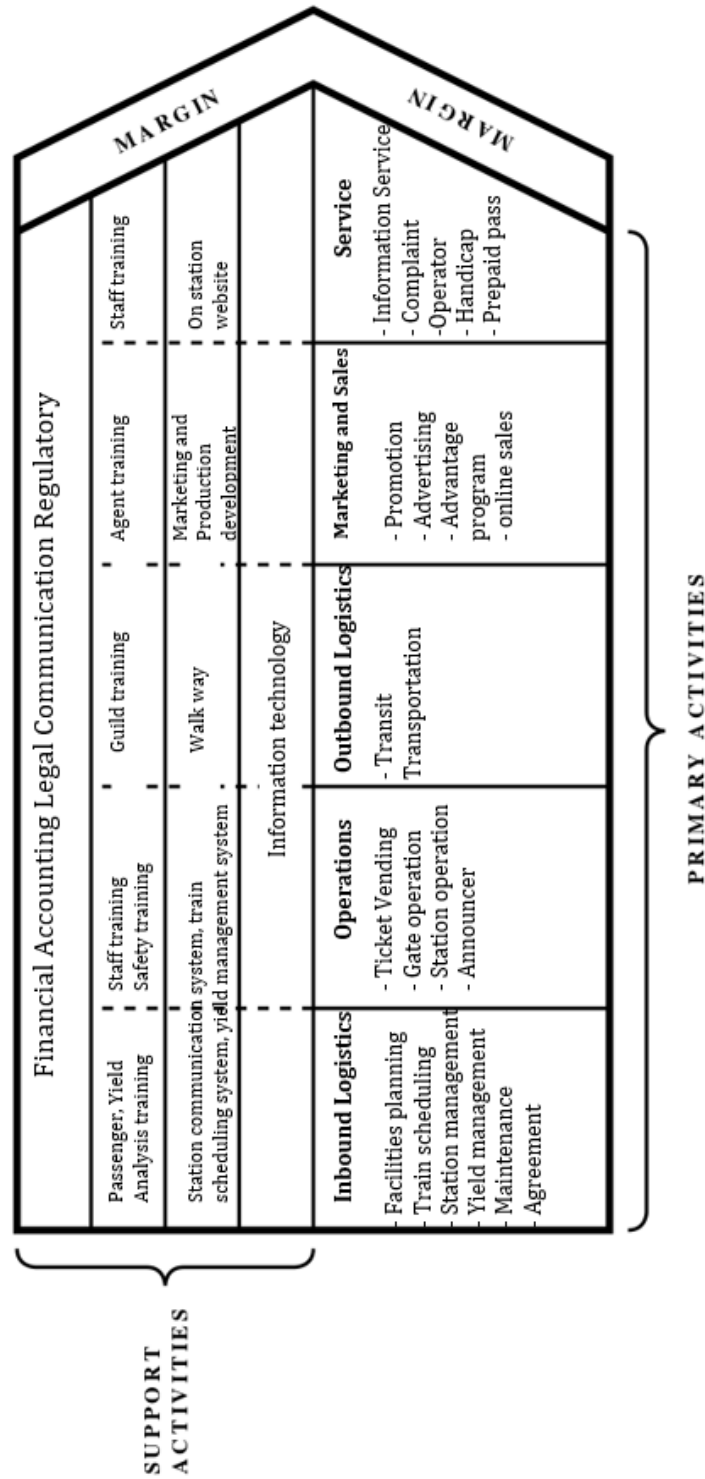 SUPPORT
ACTIVITIES
Financial Accounting Legal Communication Regulatory
Passenger, Yield
Analysis training
Staff training
Safety training
Guild training
Agent training
Staff training
Station communication system, train
scheduling system, yield management system
Walk way
Marketing and
Production
development
On station
website
Information technology
MARGIN
MARGIN
Inbound Logistics
- Facilities planning
- Train scheduling
- Station management
- Yield management
- Maintenance
- Agreement
Operations
- Ticket Vending
- Gate operation
- Station operation
- Announcer
Outbound Logistics
- Transit
Transportation
Marketing and Sales
- Promotion
- Advertising
- Advantage
program
- online sales
Service
- Information Service
- Complaint
-Operator
- Handicap
- Prepaid pass
PRIMARY ACTIVITIES